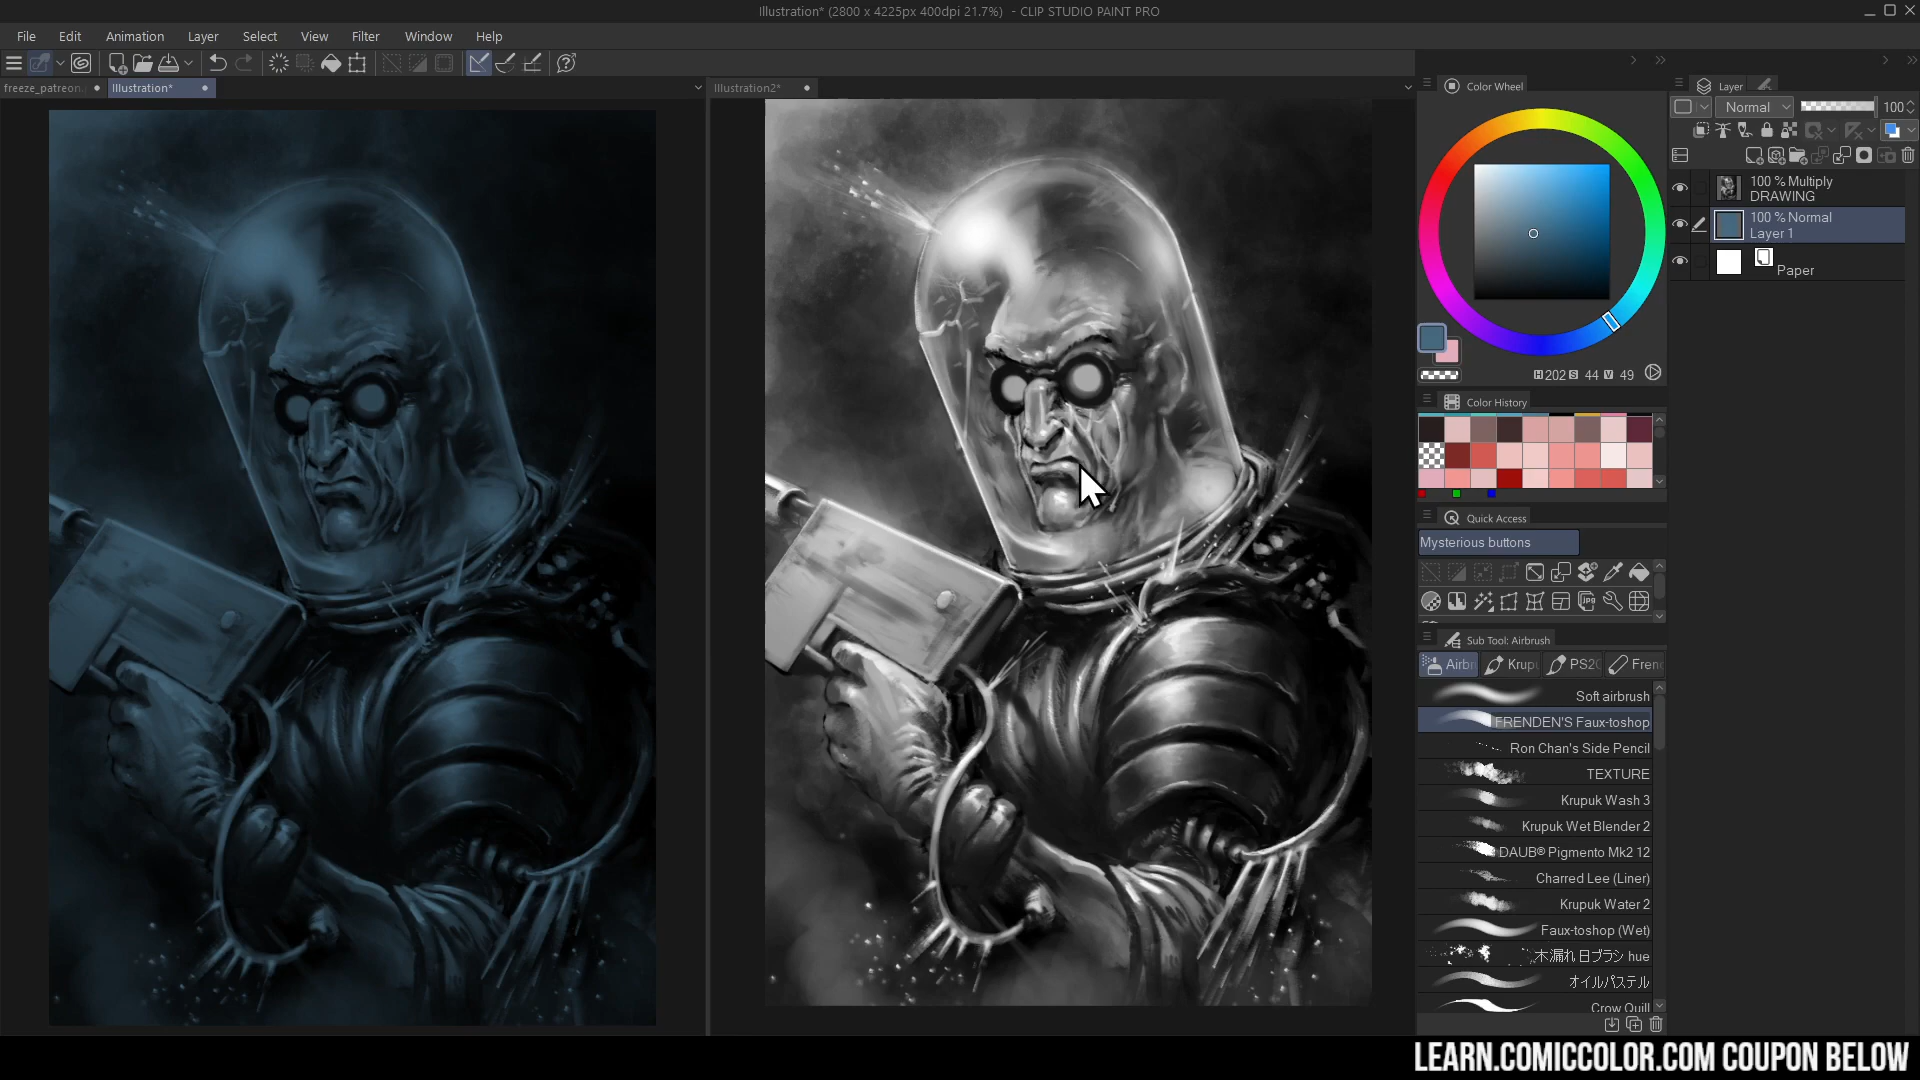 Illustration* (2800 x 4225px 400dpi 21.7%) - CLIP STUDIO PAINT PRO
File Edit Animation Layer Select View Filter Window Help
freeze_patreon. Illustration* Illustration2*
Color Wheel
H 202 S 44 V 49
Color History
Quick Access
Mysterious buttons
Sub Tool: Airbrush
Airb Krup PS2 Fren
Soft airbrush
FRENDEN'S Faux-toshop
Ron Chan's Side Pencil
TEXTURE
Krupuk Wash 3
Krupuk Wet Blender 2
DAUB® Pigmento Mk2 12
Charred Lee (Liner)
Krupuk Water 2
Faux-toshop (Wet)
木漏れ日ブラシ hue
オイルパステル
Crow Quill
Layer
Normal 100
100 % Multiply
DRAWING
100 % Normal
Layer 1
Paper
LEARN.COMICCOLOR.COM COUPON BELOW